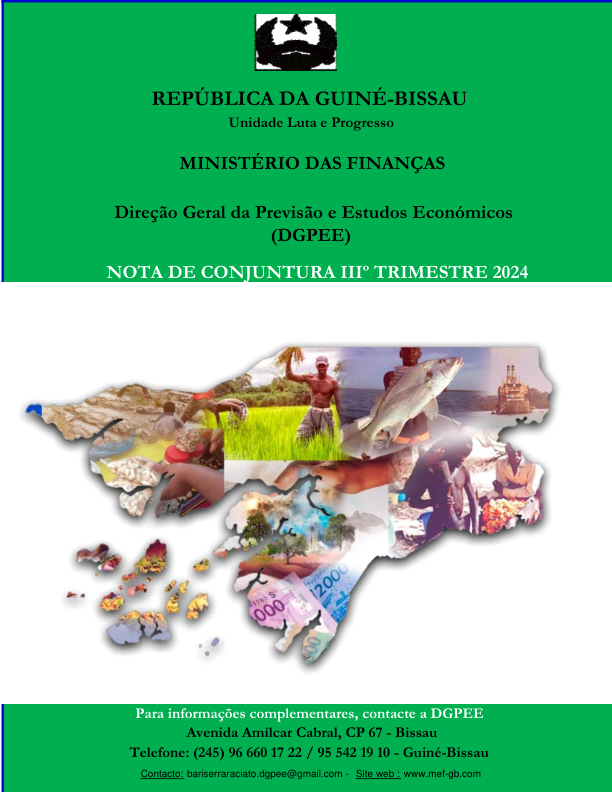 REPÚBLICA DA GUINÉ-BISSAU
Unidade Luta e Progresso
MINISTÉRIO DAS FINANÇAS
Direção Geral da Previsão e Estudos Económicos
(DGPEE)
NOTA DE CONJUNTURA IIIº TRIMESTRE 2024
2000
000
Para informações complementares, contacte a DGPEE
Avenida Amílcar Cabral, CP 67 - Bissau
Telefone: (245) 96 660 17 22 / 95 542 19 10 - Guiné-Bissau
Contacto: bariserraraciato.dgpee@gmail.com - Site web : www.mef-gb.com